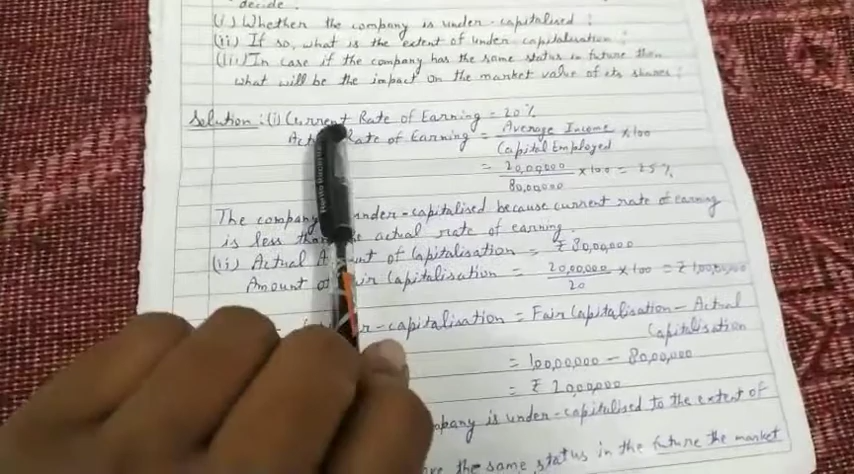 decide.
(i) Whether the company is under-capitalised;
(ii) If so, what is the extent of under capitalisation;
(iii) In case if the company has the same status in future then
what will be the impact on the market value of its shares;
Solution: (i) Current Rate of Earning = 20%
Rate of Earning = Average Income / Capital Employed × 100
= 20,00,000 / 80,00,000 × 100 = 25%
The company under-capitalised because current rate of earning
is less actual rate of earning.
(ii) Actual of Capitalisation = ₹ 80,00,000
Amount of Capitalisation = 20,00,000 / 20 × 100 = ₹ 1,00,00,000
-capitalisation = Fair Capitalisation - Actual
Capitalisation
= 1,00,00,000 - 80,00,000
= ₹ 20,00,000
is under-capitalised to the extent of
the same status in the future the market